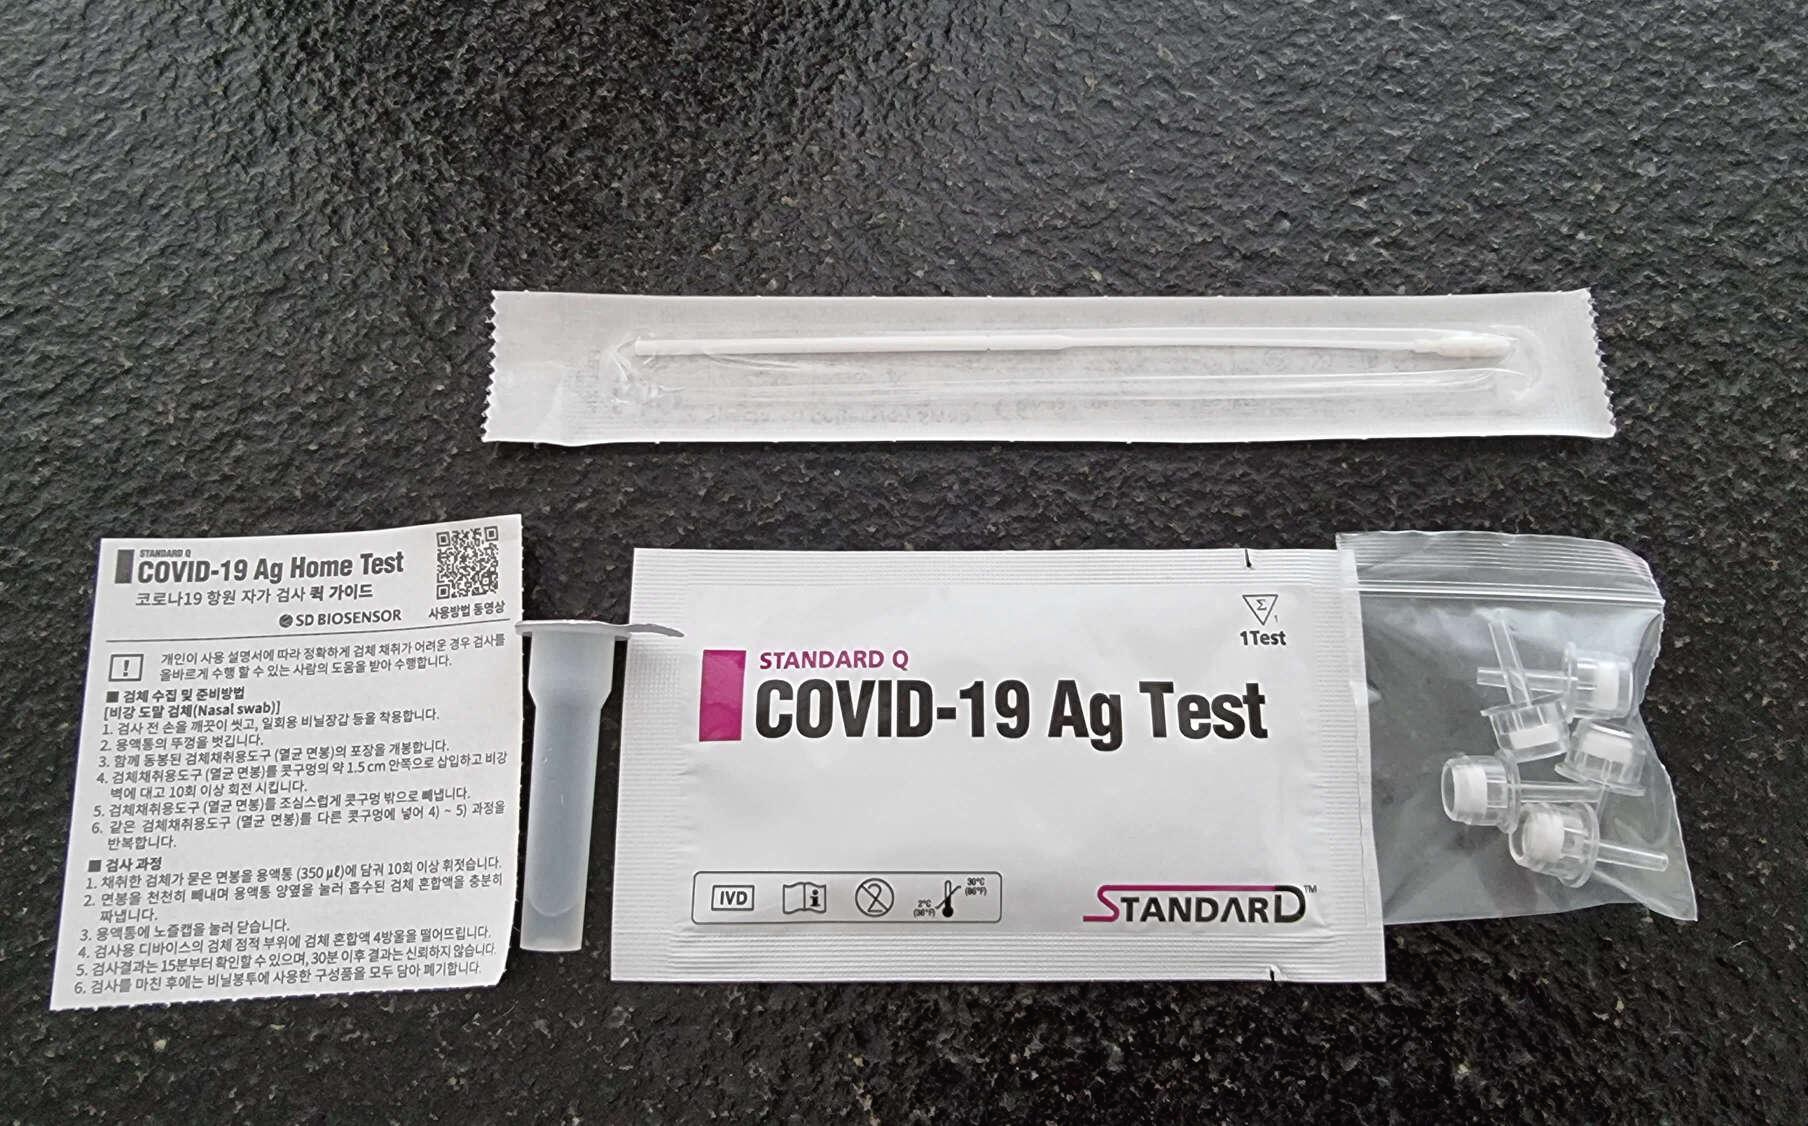 STANDARD Q
COVID-19 Ag Home Test
코로나19 항원 자가 검사 퀵 가이드
SD BIOSENSOR
사용방법 동영상
! 개인이 사용 설명서에 따라 정확하게 검체 채취가 어려운 경우 검사를
올바르게 수행 할 수 있는 사람의 도움을 받아 수행합니다.
■ 검체 수집 및 준비방법
[비강 도말 검체(Nasal swab)]
1. 검사 전 손을 깨끗이 씻고, 일회용 비닐장갑 등을 착용합니다.
2. 용액통의 뚜껑을 벗깁니다.
3. 함께 동봉된 검체채취용도구 (멸균 면봉)의 포장을 개봉합니다.
4. 검체채취용도구 (멸균 면봉)를 콧구멍의 약 1.5 cm 안쪽으로 삽입하고 비강
벽에 대고 10회 이상 회전 시킵니다.
5. 검체채취용도구 (멸균 면봉)를 조심스럽게 콧구멍 밖으로 빼냅니다.
6. 같은 검체채취용도구 (멸균 면봉)를 다른 콧구멍에 넣어 4) ~ 5) 과정을
반복합니다.
■ 검사 과정
1. 채취한 검체가 묻은 면봉을 용액통 (350 µℓ)에 담궈 10회 이상 휘젓습니다.
2. 면봉을 천천히 빼내며 용액통 양옆을 눌러 흡수된 검체 혼합액을 충분히
짜냅니다.
3. 용액통에 노즐캡을 눌러 닫습니다.
4. 검사용 디바이스의 검체 점적 부위에 검체 혼합액 4방울을 떨어뜨립니다.
5. 검사결과는 15분부터 확인할 수 있으며, 30분 이후 결과는 신뢰하지 않습니다.
6. 검사를 마친 후에는 비닐봉투에 사용한 구성품을 모두 담아 폐기합니다.
Σ 1
1Test
STANDARD Q
COVID-19 Ag Test
IVD
i
2
2°C
(36°F)
30°C
(86°F)
STANDARD™